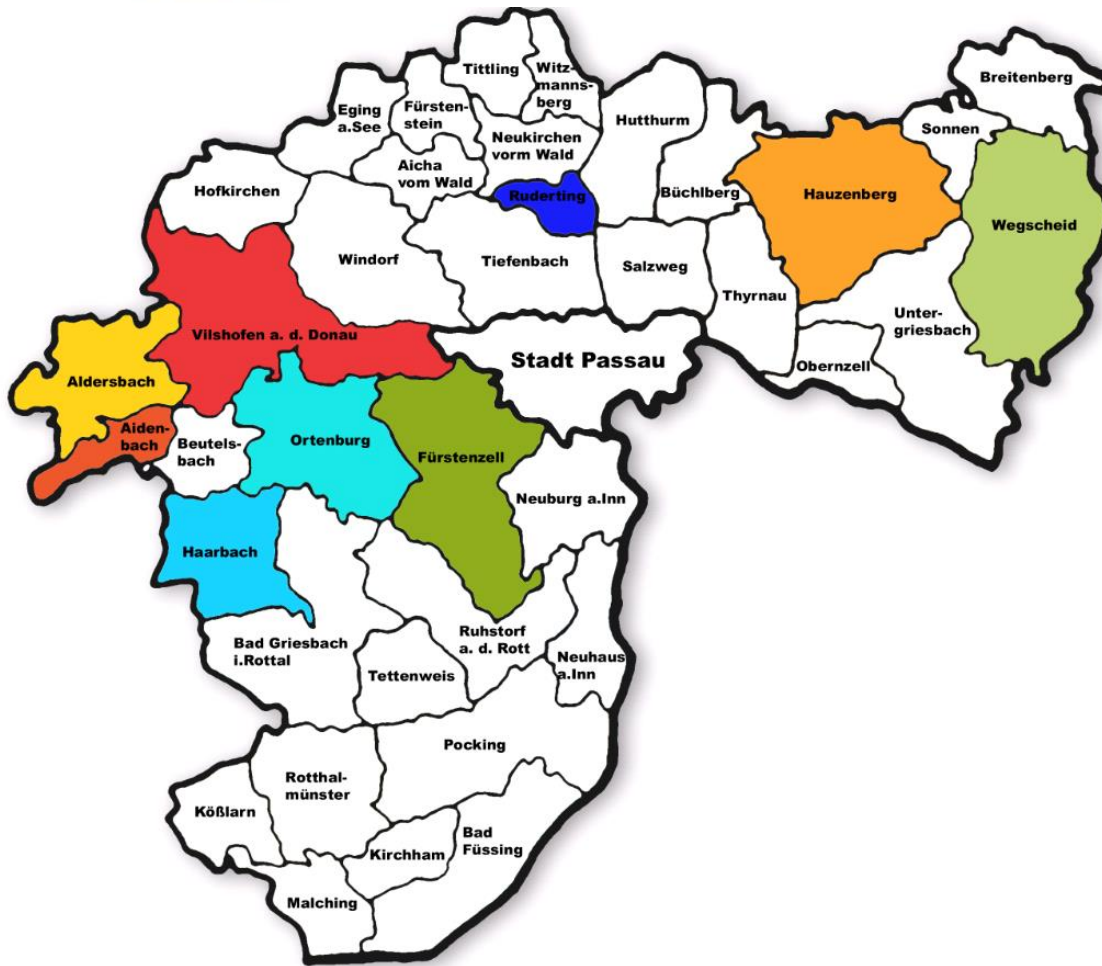 Tittling
Witz-
mannsberg
Breitenberg
Eging
a.See
Fürsten-
stein
Hutthurm
Sonnen
Neukirchen
vorm Wald
Aicha
vom Wald
Hofkirchen
Ruderting
Büchlberg
Hauzenberg
Wegscheid
Windorf
Tiefenbach
Salzweg
Thyrnau
Unter-
griesbach
Vilshofen a. d. Donau
Stadt Passau
Obernzell
Aldersbach
Aiden-
bach
Beutels-
bach
Ortenburg
Fürstenzell
Neuburg a.Inn
Haarbach
Bad Griesbach
i.Rottal
Ruhstorf
a. d. Rott
Tettenweis
Neuhaus
a.Inn
Pocking
Rotthal-
münster
Kößlarn
Kirchham
Bad
Füssing
Malching